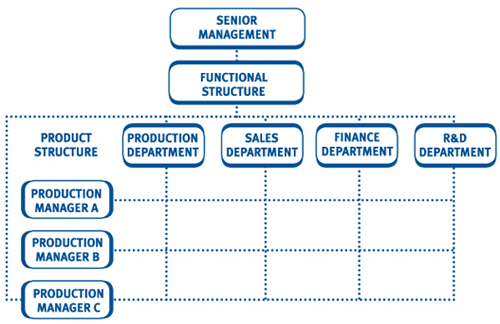 SENIOR
MANAGEMENT
FUNCTIONAL
STRUCTURE
PRODUCT
STRUCTURE
PRODUCTION
DEPARTMENT
SALES
DEPARTMENT
FINANCE
DEPARTMENT
R&D
DEPARTMENT
PRODUCTION
MANAGER A
PRODUCTION
MANAGER B
PRODUCTION
MANAGER C